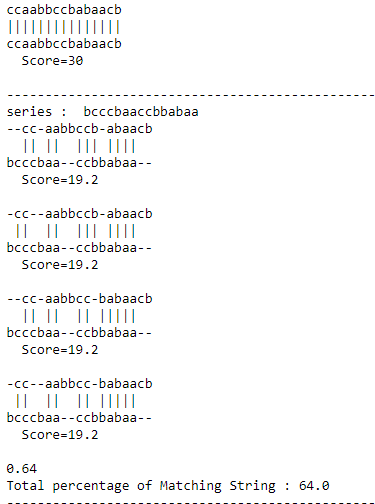 ccaabbccbabaacb
|||||||||||||||
ccaabbccbabaacb
  Score=30

-----------------------------------------------
series :  bcccbaaccbbabaa
--cc-aabbccb-abaacb
  || ||  ||| ||||
bcccbaa--ccbbabaa--
  Score=19.2

-cc--aabbccb-abaacb
 ||  ||  ||| ||||
bcccbaa--ccbbabaa--
  Score=19.2

--cc-aabbcc-babaacb
  || ||  || |||||
bcccbaa--ccbbabaa--
  Score=19.2

-cc--aabbcc-babaacb
 ||  ||  || |||||
bcccbaa--ccbbabaa--
  Score=19.2

0.64
Total percentage of Matching String : 64.0
-----------------------------------------------